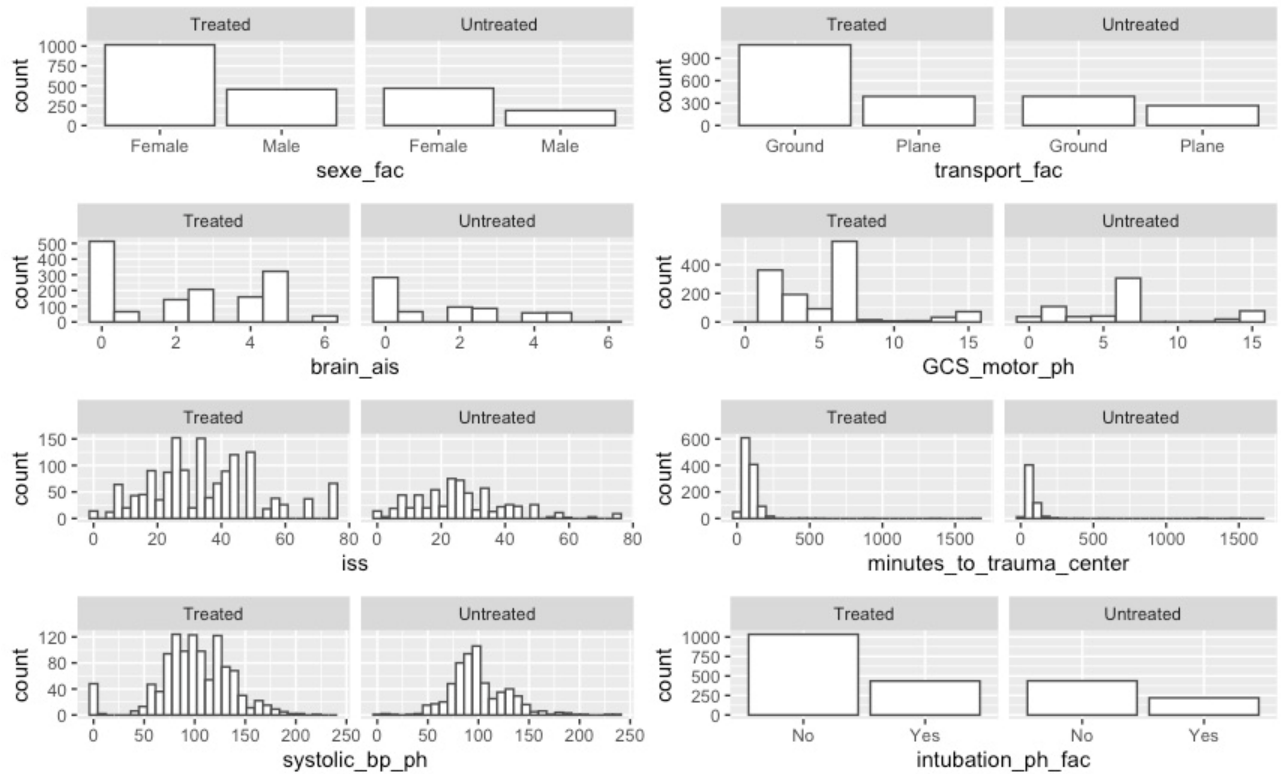 Treated Untreated
count
1000
750
500
250
0
Female Male Female Male
sexe_fac
Treated Untreated
count
900
600
300
0
Ground Plane Ground Plane
transport_fac
Treated Untreated
count
500
400
300
200
100
0
0 2 4 6 0 2 4 6
brain_ais
Treated Untreated
count
400
200
0
0 5 10 15 0 5 10 15
GCS_motor_ph
Treated Untreated
count
150
100
50
0
0 20 40 60 80 0 20 40 60 80
iss
Treated Untreated
count
600
400
200
0
0 500 1000 1500 0 500 1000 1500
minutes_to_trauma_center
Treated Untreated
count
120
80
40
0
0 50 100 150 200 250 0 50 100 150 200 250
systolic_bp_ph
Treated Untreated
count
1000
750
500
250
0
No Yes No Yes
intubation_ph_fac